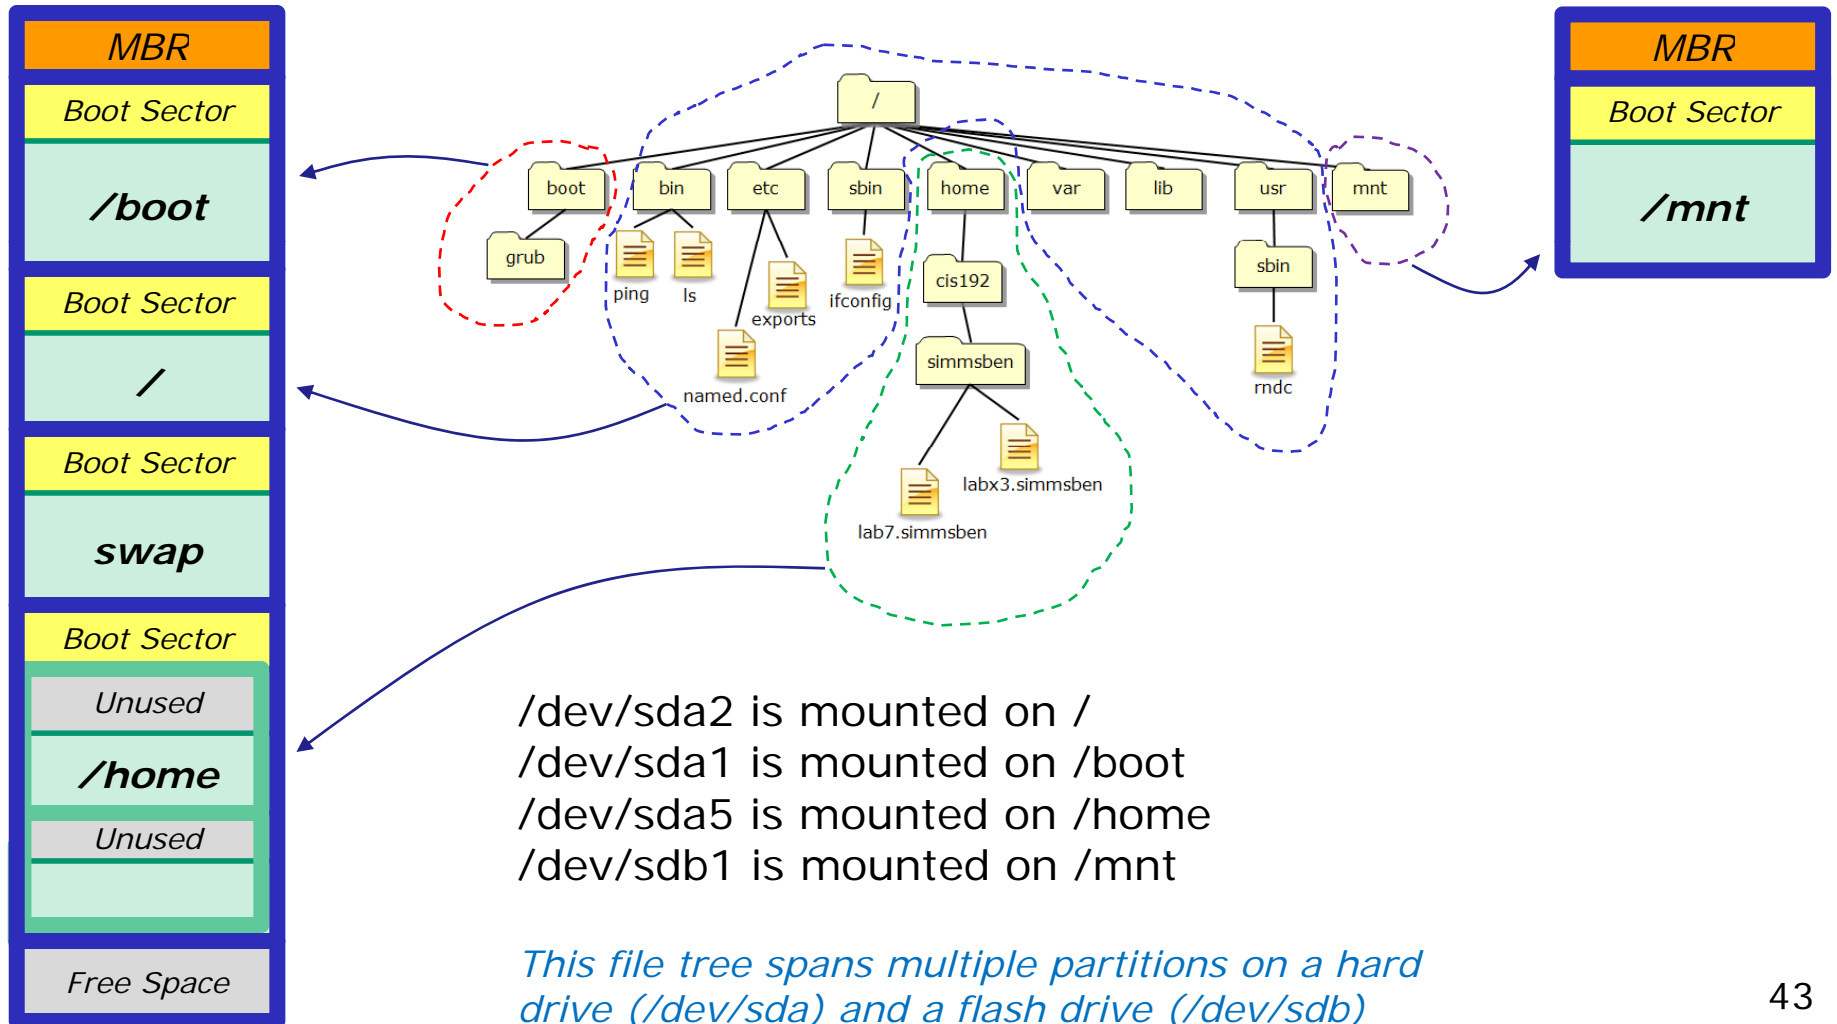 MBR
Boot Sector
/boot
Boot Sector
/
Boot Sector
swap
Boot Sector
Unused
/home
Unused
Free Space
/
boot
bin
etc
sbin
home
var
lib
usr
mnt
grub
ping
ls
exports
ifconfig
cis192
sbin
named.conf
simmsben
rndc
labx3.simmsben
lab7.simmsben
MBR
Boot Sector
/mnt
/dev/sda2 is mounted on /
/dev/sda1 is mounted on /boot
/dev/sda5 is mounted on /home
/dev/sdb1 is mounted on /mnt
This file tree spans multiple partitions on a hard
drive (/dev/sda) and a flash drive (/dev/sdb)
43